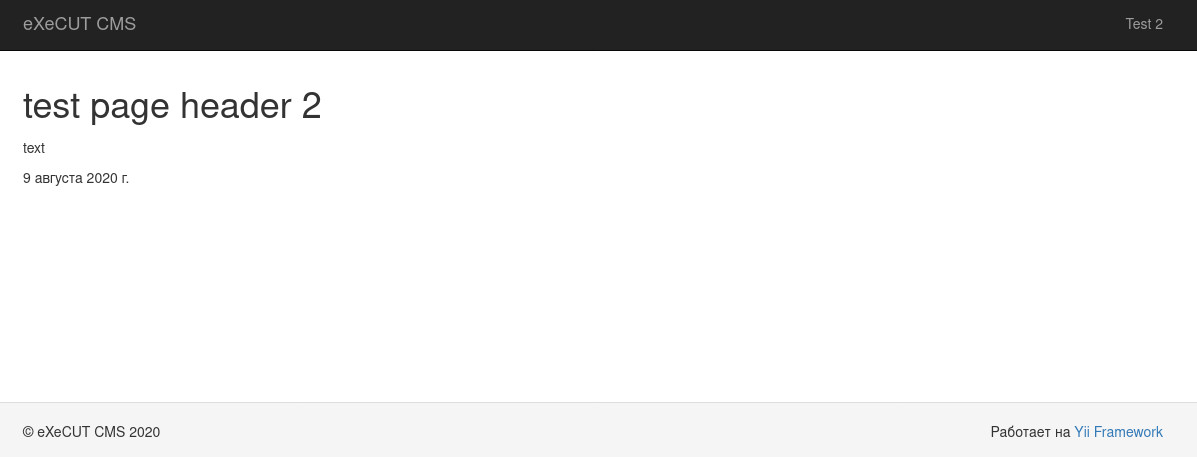 eXeCUT CMS Test 2
test page header 2
text
9 августа 2020 г.
© eXeCUT CMS 2020 Работает на Yii Framework